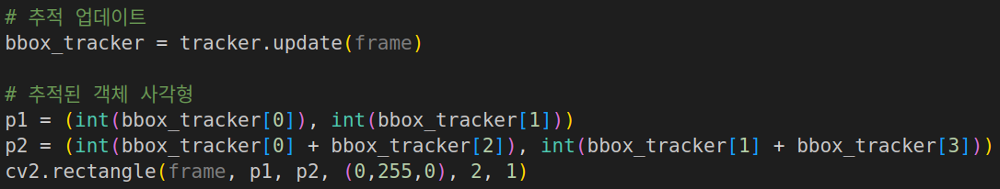 # 추적 업데이트
bbox_tracker = tracker.update(frame)
# 추적된 객체 사각형
p1 = (int(bbox_tracker[0]), int(bbox_tracker[1]))
p2 = (int(bbox_tracker[0] + bbox_tracker[2]), int(bbox_tracker[1] + bbox_tracker[3]))
cv2.rectangle(frame, p1, p2, (0,255,0), 2, 1)